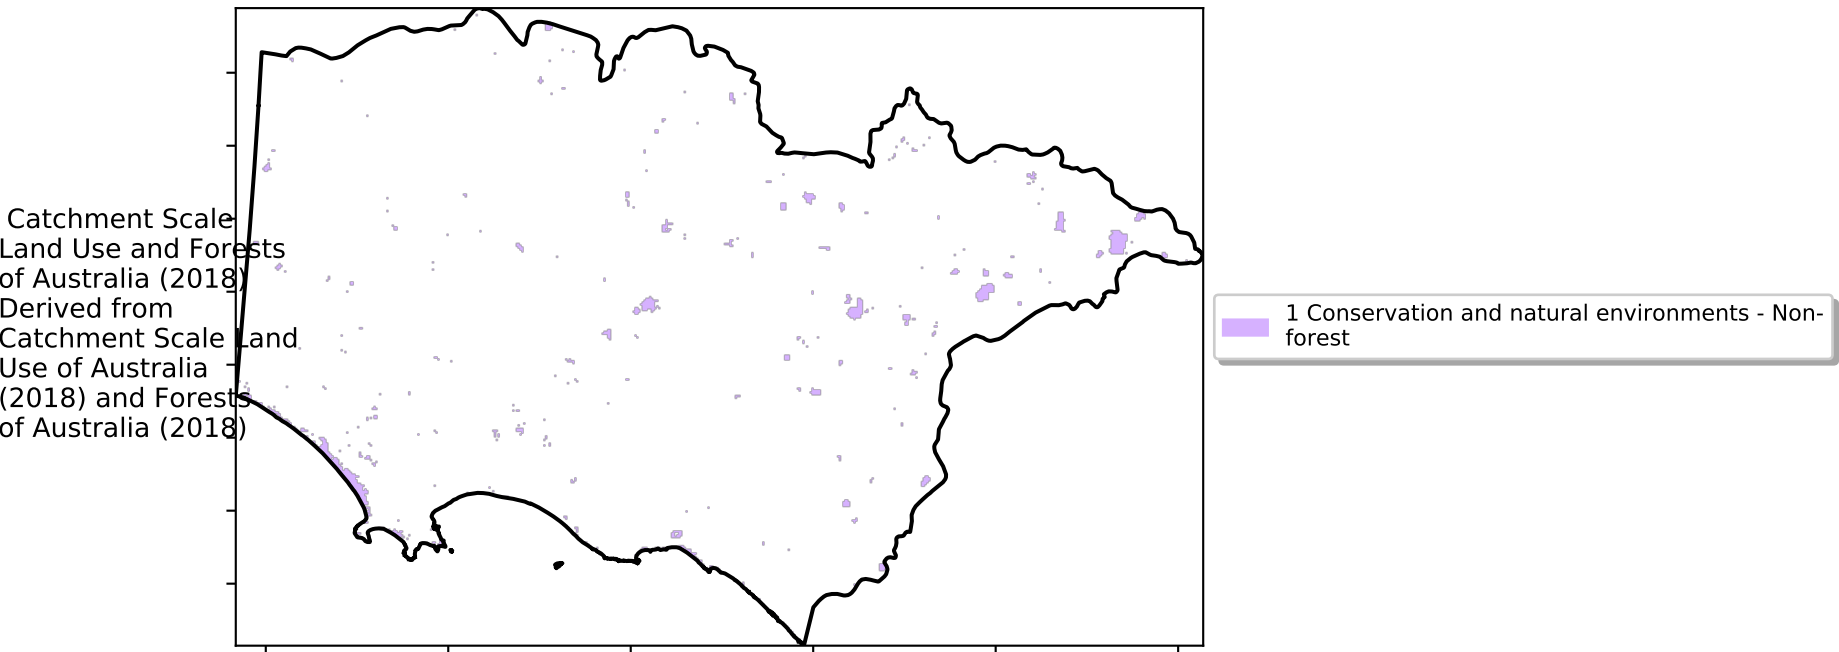 Catchment Scale
Land Use and Forests
of Australia (2018)
Derived from
Catchment Scale Land
Use of Australia
(2018) and Forests
of Australia (2018)
1 Conservation and natural environments - Non-
forest